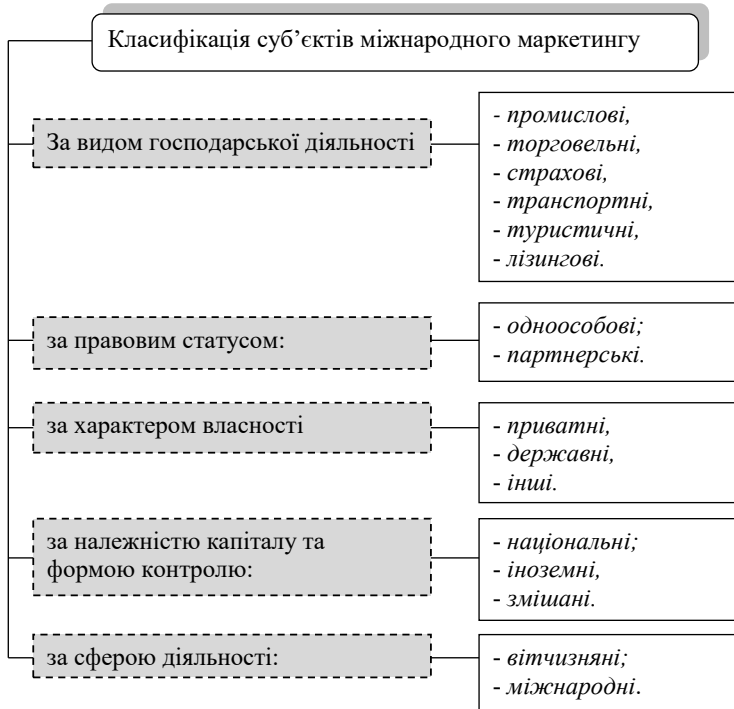 Класифікація суб’єктів міжнародного маркетингу
За видом господарської діяльності
- промислові,
- торговельні,
- страхові,
- транспортні,
- туристичні,
- лізингові.
за правовим статусом:
- одноособові;
- партнерські.
за характером власності
- приватні,
- державні,
- інші.
за належністю капіталу та
формою контролю:
- національні;
- іноземні,
- змішані.
за сферою діяльності:
- вітчизняні;
- міжнародні.